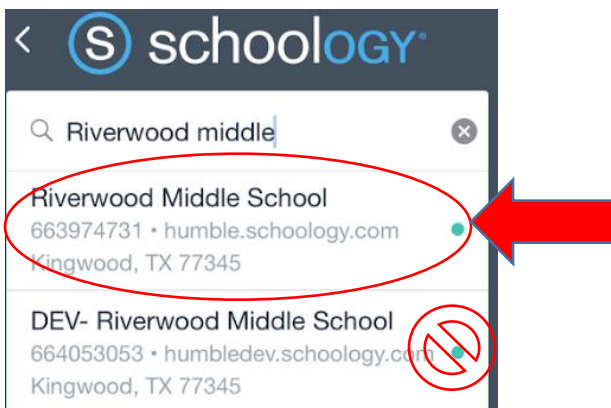 < S schoology®
Riverwood middle
Riverwood Middle School
663974731 • humble.schoology.com
Kingwood, TX 77345
DEV- Riverwood Middle School
664053053 • humbledev.schoology.com
Kingwood, TX 77345